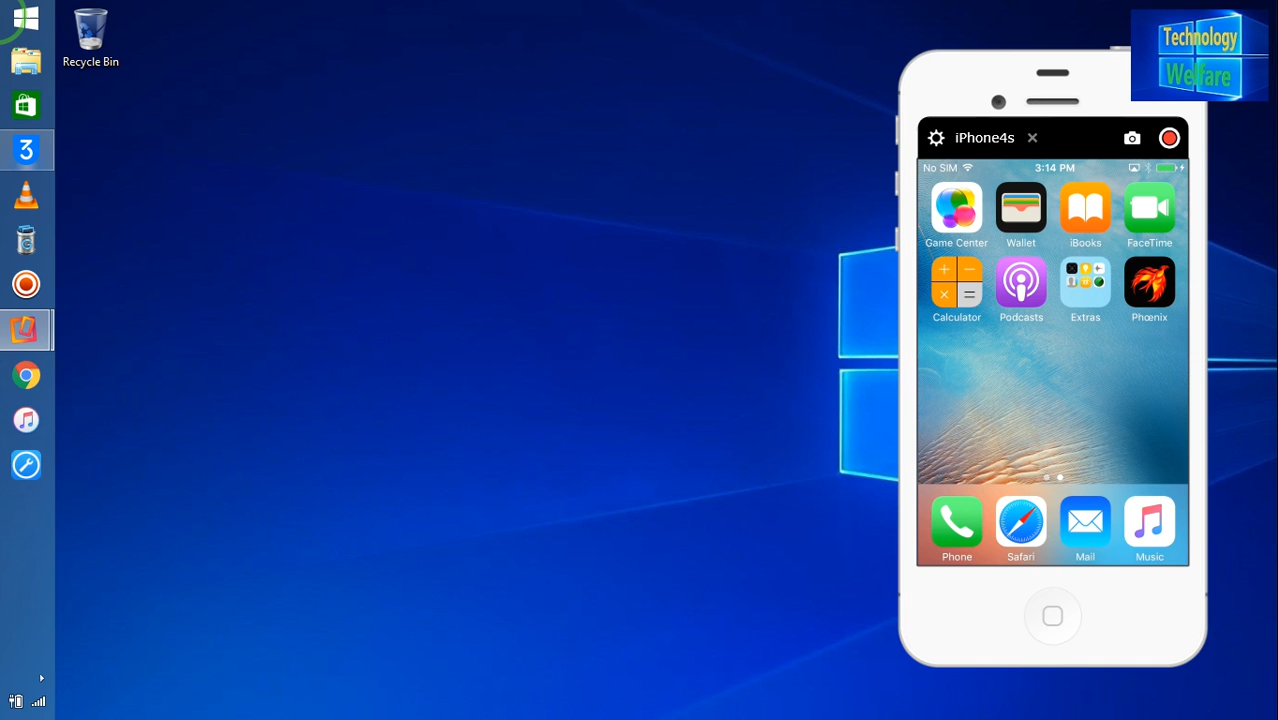 Recycle Bin
Technology
Welfare
iPhone4s
No SIM
3:14 PM
Game Center
Wallet
iBooks
FaceTime
Calculator
Podcasts
Extras
Phœnix
Phone
Safari
Mail
Music